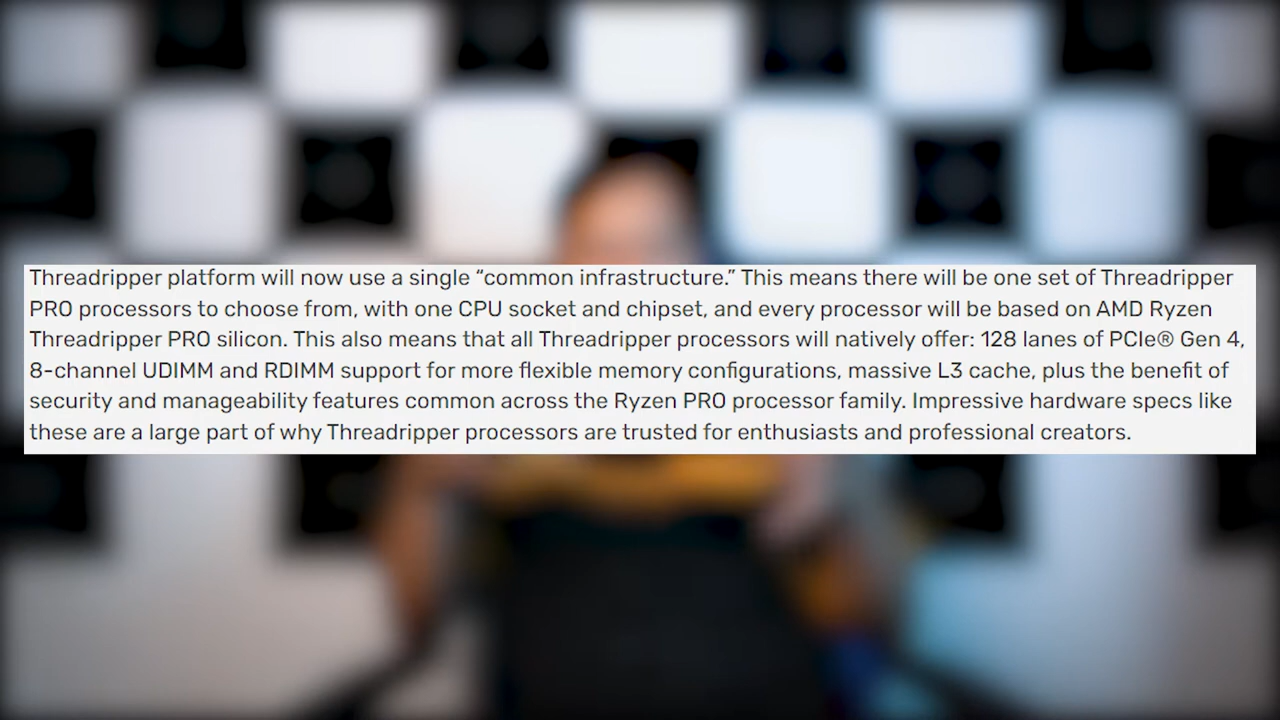 Threadripper platform will now use a single “common infrastructure.” This means there will be one set of Threadripper
PRO processors to choose from, with one CPU socket and chipset, and every processor will be based on AMD Ryzen
Threadripper PRO silicon. This also means that all Threadripper processors will natively offer: 128 lanes of PCIe® Gen 4,
8-channel UDIMM and RDIMM support for more flexible memory configurations, massive L3 cache, plus the benefit of
security and manageability features common across the Ryzen PRO processor family. Impressive hardware specs like
these are a large part of why Threadripper processors are trusted for enthusiasts and professional creators.